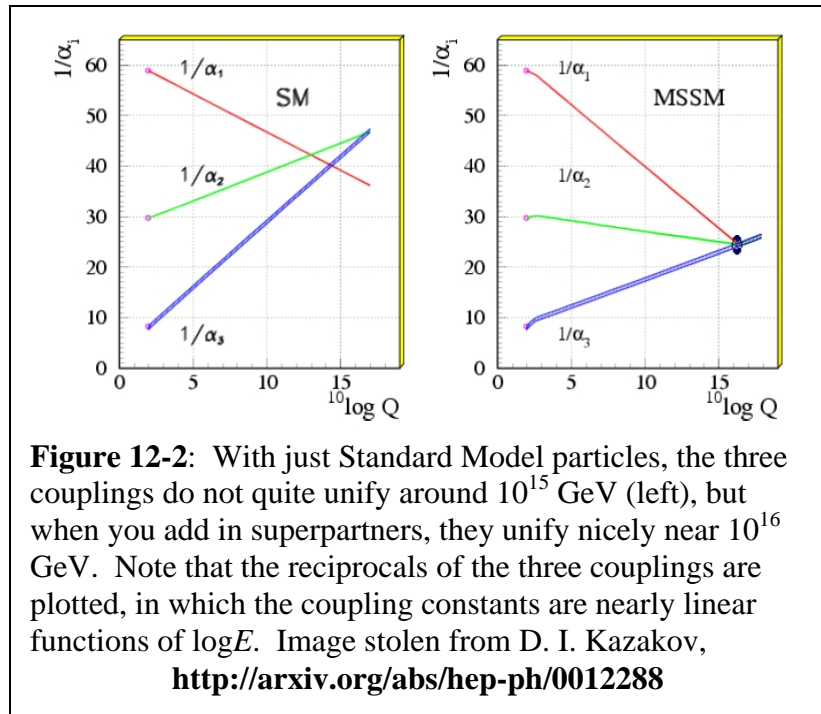 1/αᵢ
60
50
40
30
20
10
0
1/α₁
SM
1/α₂
1/α₃
0 5 10 15
¹⁰log Q
1/αᵢ
60
50
40
30
20
10
0
1/α₁
MSSM
1/α₂
1/α₃
0 5 10 15
¹⁰log Q
Figure 12-2: With just Standard Model particles, the three
couplings do not quite unify around 10¹⁵ GeV (left), but
when you add in superpartners, they unify nicely near 10¹⁶
GeV. Note that the reciprocals of the three couplings are
plotted, in which the coupling constants are nearly linear
functions of logE. Image stolen from D. I. Kazakov,
http://arxiv.org/abs/hep-ph/0012288